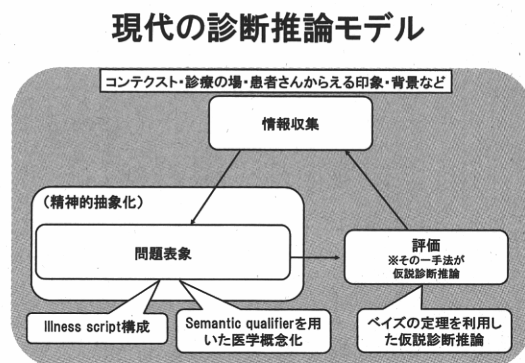 現代の診断推論モデル
コンテクスト・診療の場・患者さんからえる印象・背景など
情報収集
(精神的抽象化)
問題表象
評価
※その一手法が
仮説診断推論
Illness script構成
Semantic qualifierを用
いた医学概念化
ベイズの定理を利用し
た仮説診断推論